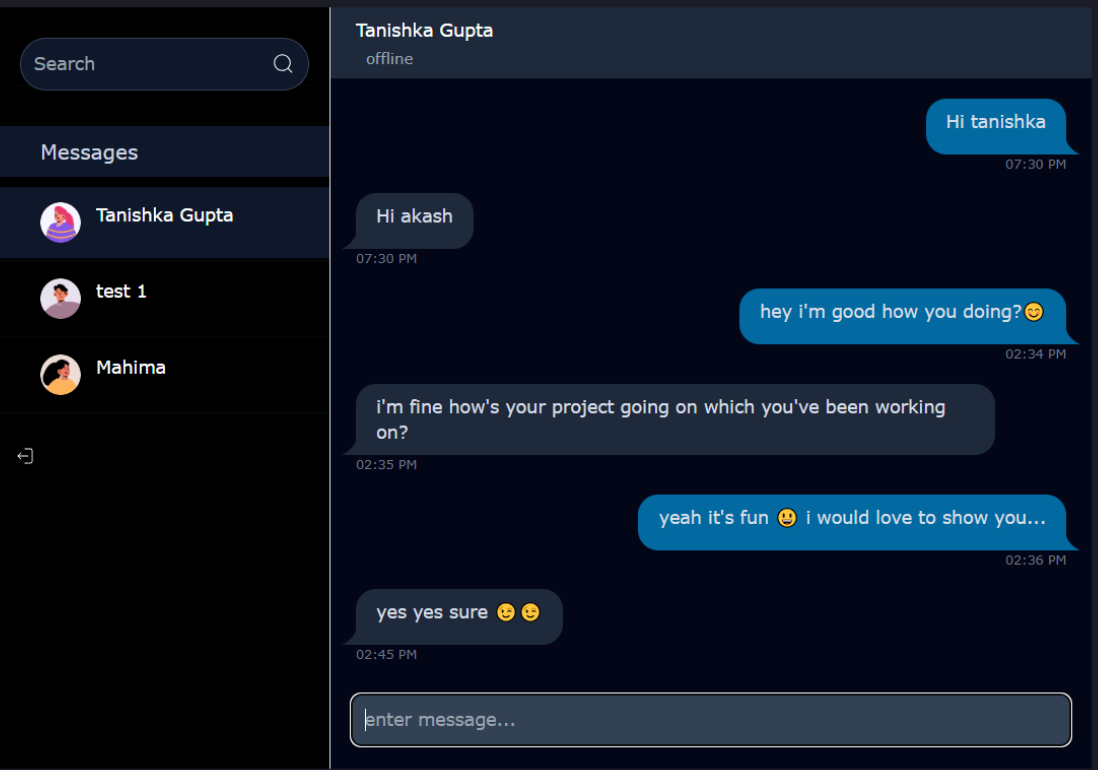 Search
Messages
Tanishka Gupta
test 1
Mahima
Tanishka Gupta
offline
Hi tanishka
07:30 PM
Hi akash
07:30 PM
hey i'm good how you doing?😊
02:34 PM
i'm fine how's your project going on which you've been working
on?
02:35 PM
yeah it's fun 😃 i would love to show you...
02:36 PM
yes yes sure 😉😉
02:45 PM
enter message...